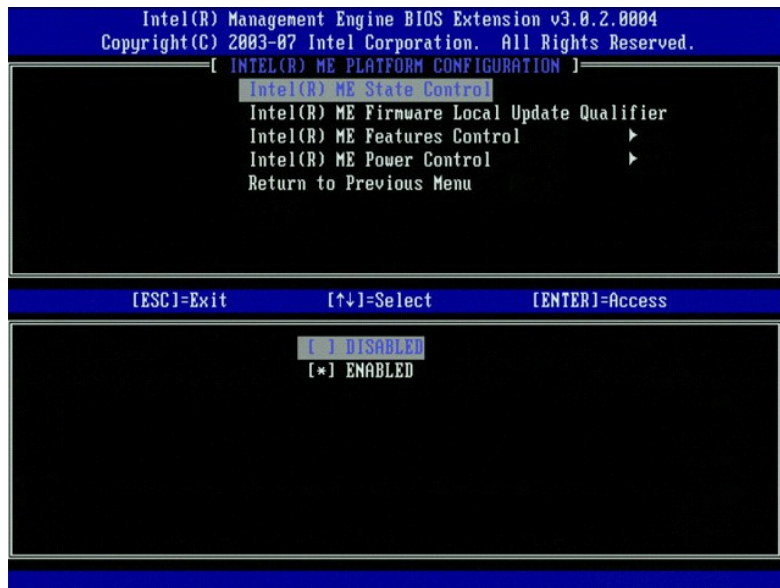 Intel(R) Management Engine BIOS Extension v3.0.2.0004
Copyright(C) 2003-07 Intel Corporation. All Rights Reserved.
[ INTEL(R) ME PLATFORM CONFIGURATION ]
Intel(R) ME State Control
Intel(R) ME Firmware Local Update Qualifier
Intel(R) ME Features Control ►
Intel(R) ME Power Control ►
Return to Previous Menu
[ESC]=Exit [↑↓]=Select [ENTER]=Access
[ ] DISABLED
[*] ENABLED